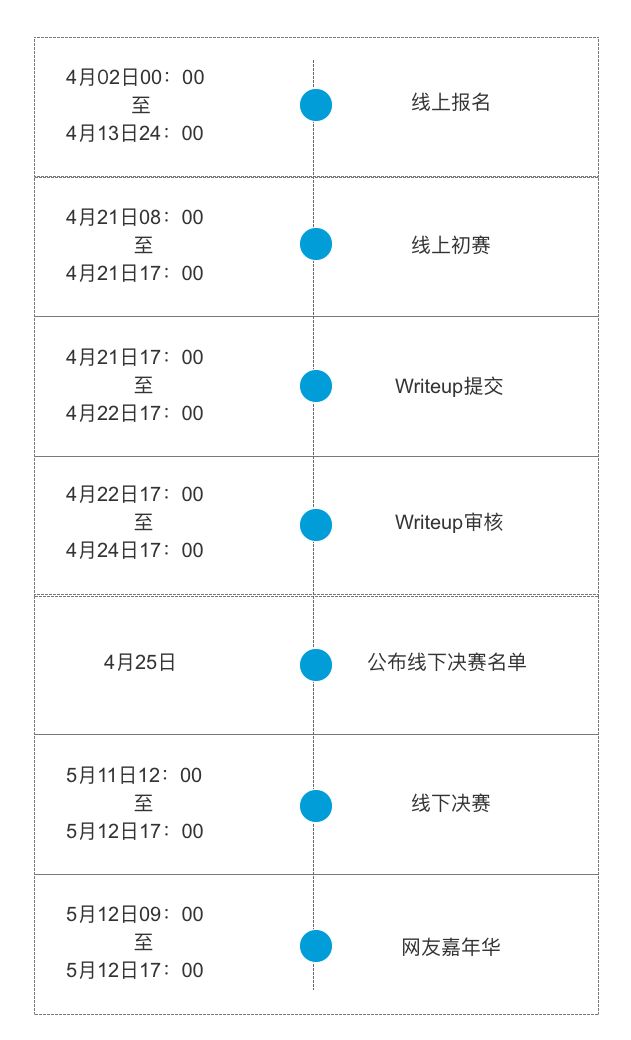 4月02日00：00
至
4月13日24：00
线上报名
4月21日08：00
至
4月21日17：00
线上初赛
4月21日17：00
至
4月22日17：00
Writeup提交
4月22日17：00
至
4月24日17：00
Writeup审核
4月25日
公布线下决赛名单
5月11日12：00
至
5月12日17：00
线下决赛
5月12日09：00
至
5月12日17：00
网友嘉年华